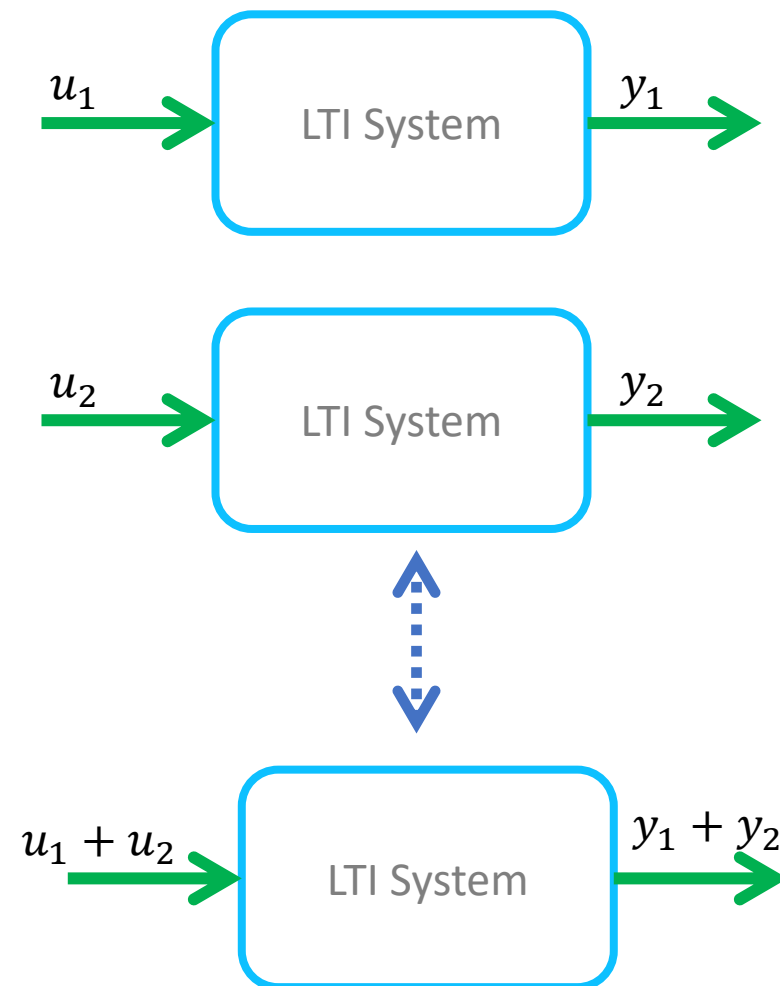 u₁ LTI System y₁
u₂ LTI System y₂
u₁ + u₂ LTI System y₁ + y₂